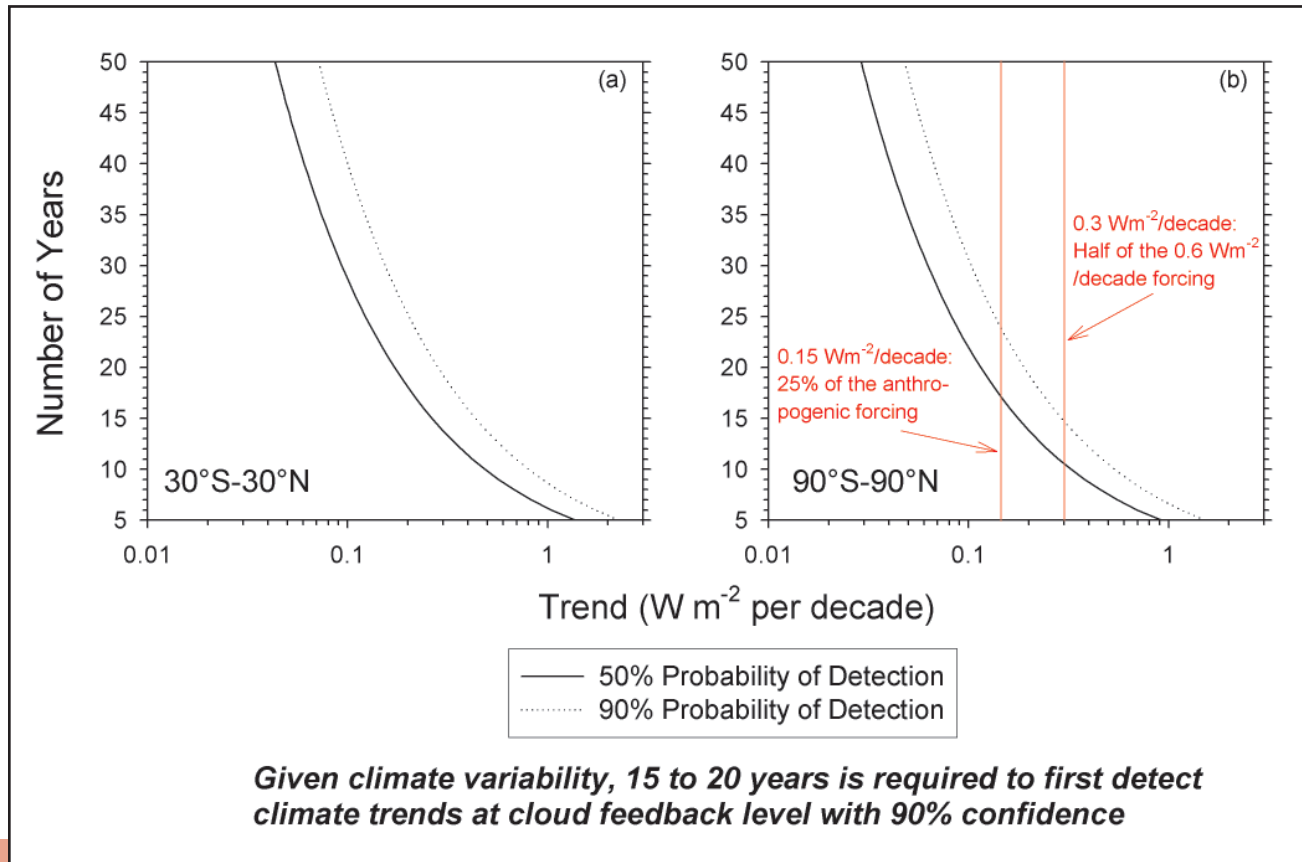 50
45
40
35
30
25
20
15
10
5
Number of Years
(a)
30°S-30°N
0.01
0.1
1
50
45
40
35
30
25
20
15
10
5
(b)
0.3 Wm⁻²/decade:
Half of the 0.6 Wm⁻²
/decade forcing
0.15 Wm⁻²/decade:
25% of the anthro-
pogenic forcing
90°S-90°N
0.01
0.1
1
Trend (W m⁻² per decade)
50% Probability of Detection
90% Probability of Detection
Given climate variability, 15 to 20 years is required to first detect
climate trends at cloud feedback level with 90% confidence